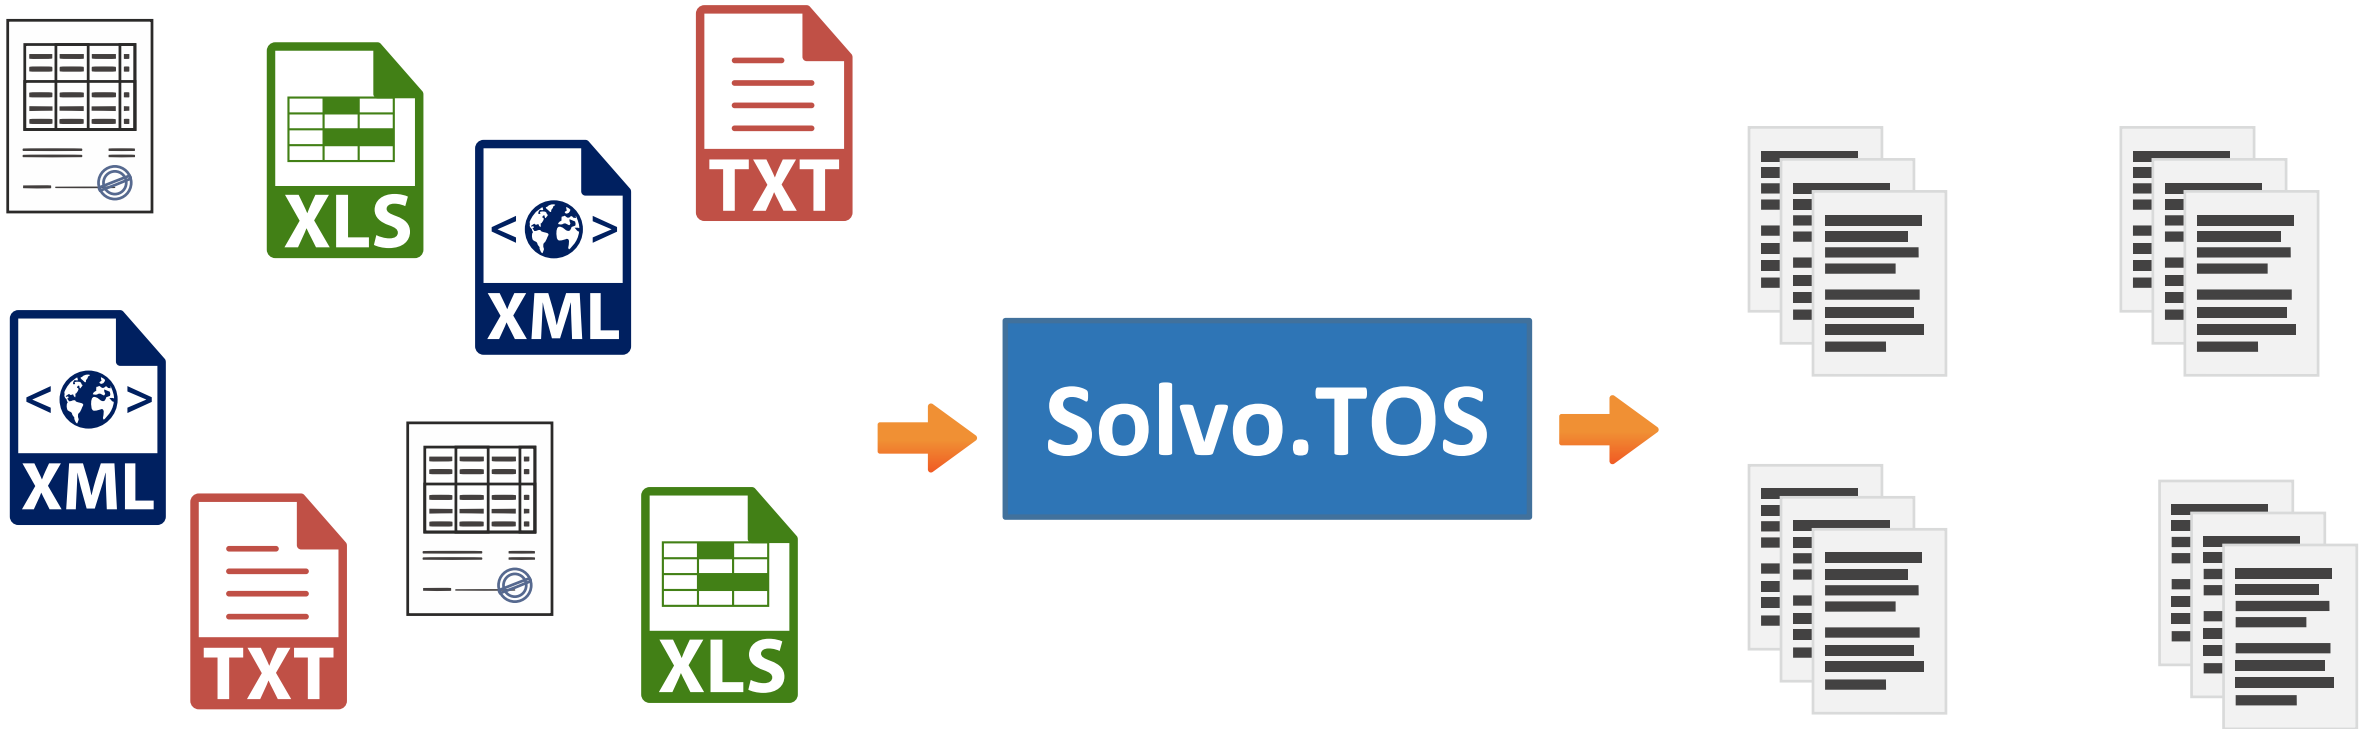 XLS
TXT
< >
XML
< >
XML
Solvo.TOS
TXT
XLS